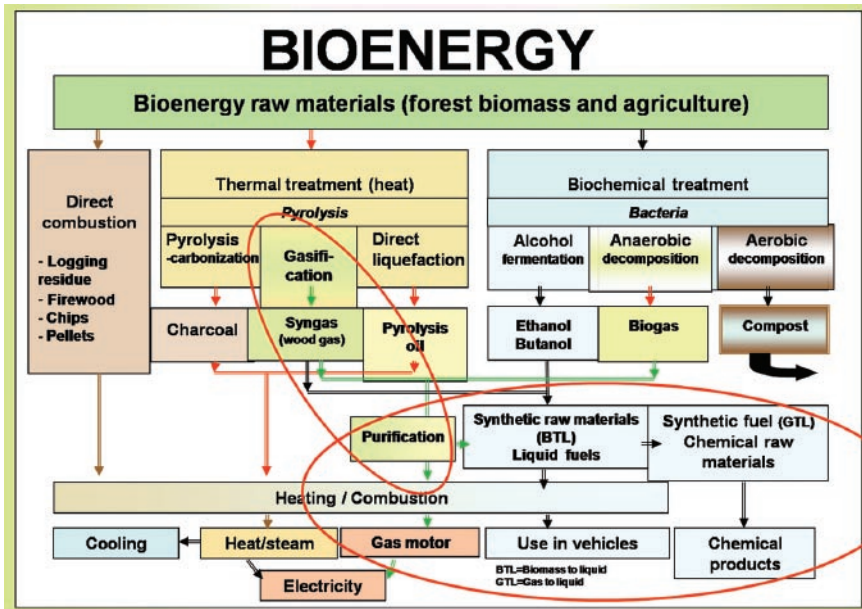 BIOENERGY
Bioenergy raw materials (forest biomass and agriculture)
Direct
combustion
- Logging
residue
- Firewood
- Chips
- Pellets
Thermal treatment (heat)
Pyrolysis
Pyrolysis
-carbonization
Gasifi-
cation
Direct
liquefaction
Charcoal
Syngas
(wood gas)
Pyrolysis
oil
Biochemical treatment
Bacteria
Alcohol
fermentation
Anaerobic
decomposition
Aerobic
decomposition
Ethanol
Butanol
Biogas
Compost
Purification
Synthetic raw materials
(BTL)
Liquid fuels
Synthetic fuel (GTL)
Chemical raw
materials
Heating / Combustion
Cooling
Heat/steam
Gas motor
Use in vehicles
Chemical
products
Electricity
BTL=Biomass to liquid
GTL=Gas to liquid